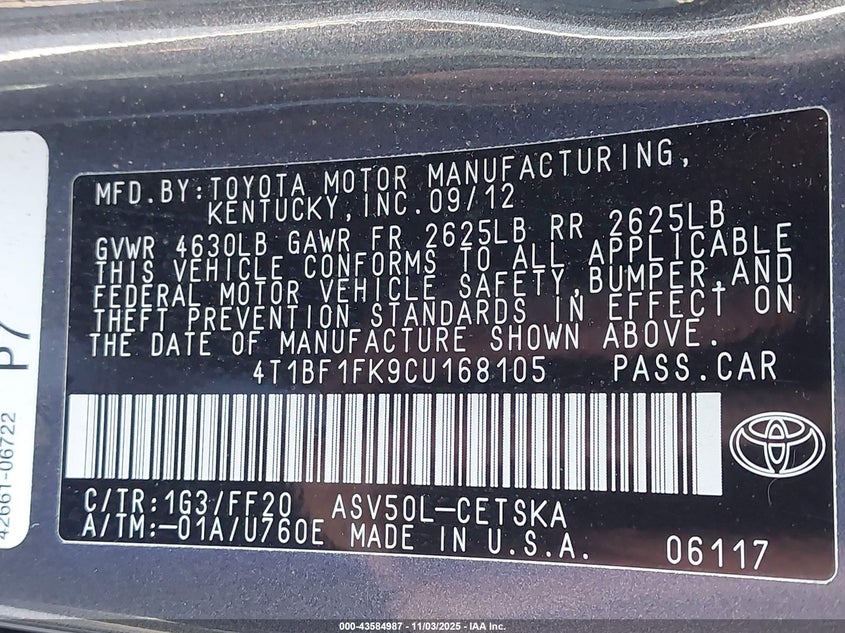 MFD.BY:TOYOTA MOTOR MANUFACTURING,
KENTUCKY,INC.09/12
GVWR 4630LB GAWR FR 2625LB RR 2625LB
THIS VEHICLE CONFORMS TO ALL APPLICABLE
FEDERAL MOTOR VEHICLE SAFETY,BUMPER,AND
THEFT PREVENTION STANDARDS IN EFFECT ON
THE DATE OF MANUFACTURE SHOWN ABOVE.
4T1BF1FK9CU168105 PASS.CAR
C/TR:1G3/FF20 ASV50L-CETSKA
A/TM:-01A/U760E MADE IN U.S.A.
06117
P7
42661-06722
000-43584987 - 11/03/2025 - IAA Inc.